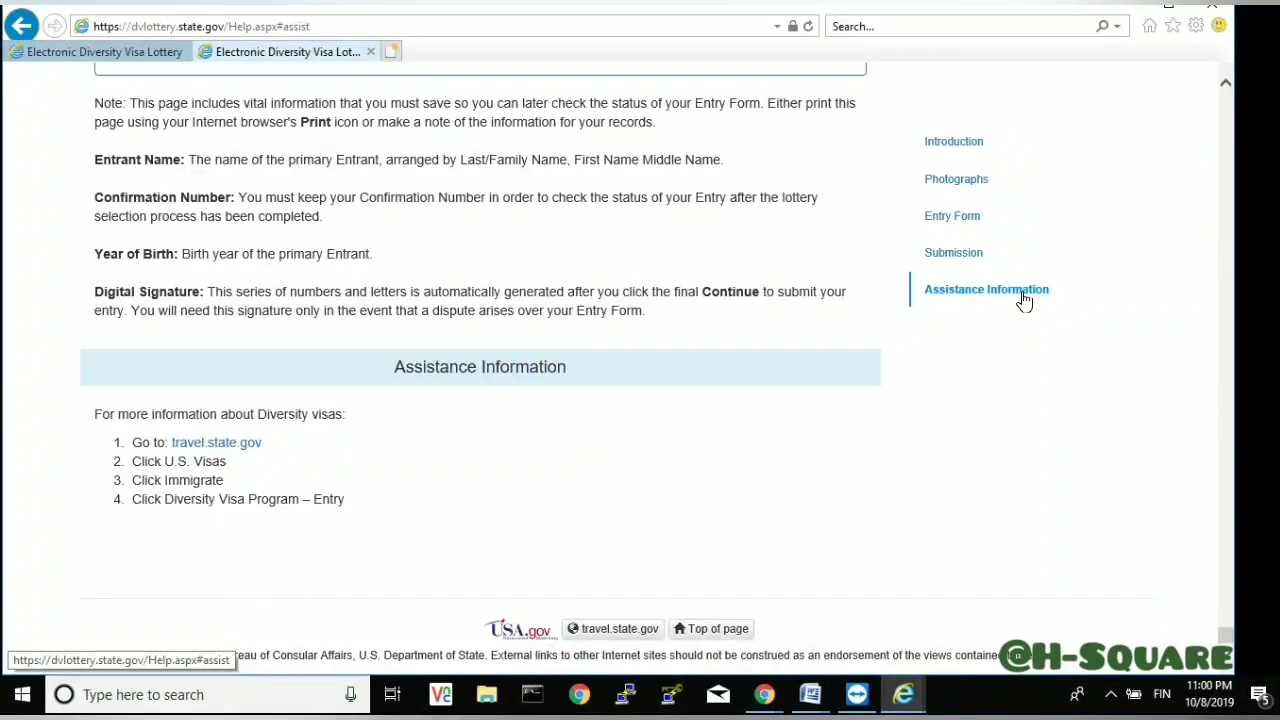 https://dvlottery.state.gov/Help.aspx#assist
Search...
Electronic Diversity Visa Lottery
Electronic Diversity Visa Lot...
Note: This page includes vital information that you must save so you can later check the status of your Entry Form. Either print this
page using your Internet browser's Print icon or make a note of the information for your records.
Entrant Name: The name of the primary Entrant, arranged by Last/Family Name, First Name Middle Name.
Confirmation Number: You must keep your Confirmation Number in order to check the status of your Entry after the lottery
selection process has been completed.
Year of Birth: Birth year of the primary Entrant.
Digital Signature: This series of numbers and letters is automatically generated after you click the final Continue to submit your
entry. You will need this signature only in the event that a dispute arises over your Entry Form.
Introduction
Photographs
Entry Form
Submission
Assistance Information
Assistance Information
For more information about Diversity visas:
1. Go to: travel.state.gov
2. Click U.S. Visas
3. Click Immigrate
4. Click Diversity Visa Program – Entry
USA.gov
travel.state.gov
Top of page
https://dvlottery.state.gov/Help.aspx#assist
of Consular Affairs, U.S. Department of State. External links to other Internet sites should not be construed as an endorsement of the views
@H-SQUARE
Type here to search
FIN
11:00 PM
10/8/2019
5